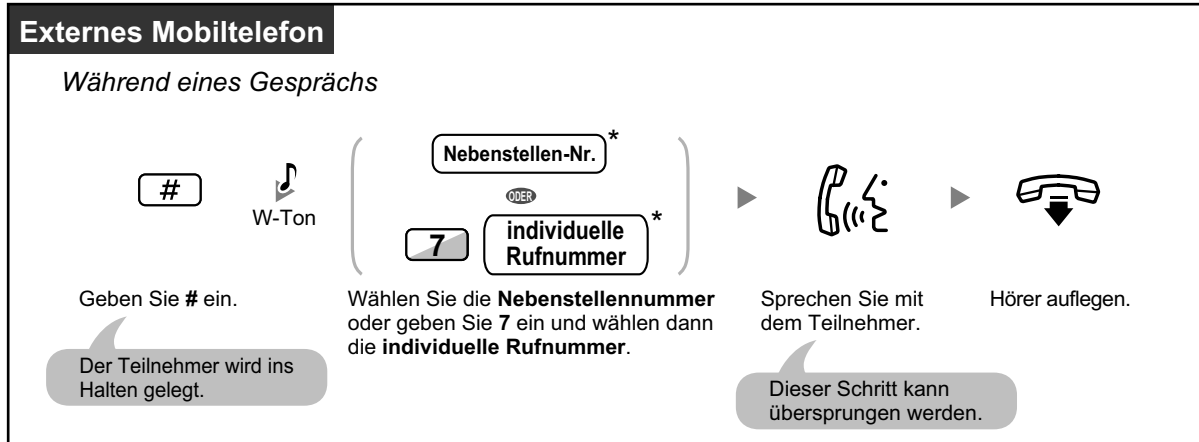 Externes Mobiltelefon
Während eines Gesprächs
#
W-Ton
Nebenstellen-Nr.*
ODER
7
individuelle
Rufnummer*
Geben Sie # ein.
Der Teilnehmer wird ins
Halten gelegt.
Wählen Sie die Nebenstellennummer
oder geben Sie 7 ein und wählen dann
die individuelle Rufnummer.
Sprechen Sie mit
dem Teilnehmer.
Dieser Schritt kann
übersprungen werden.
Hörer auflegen.